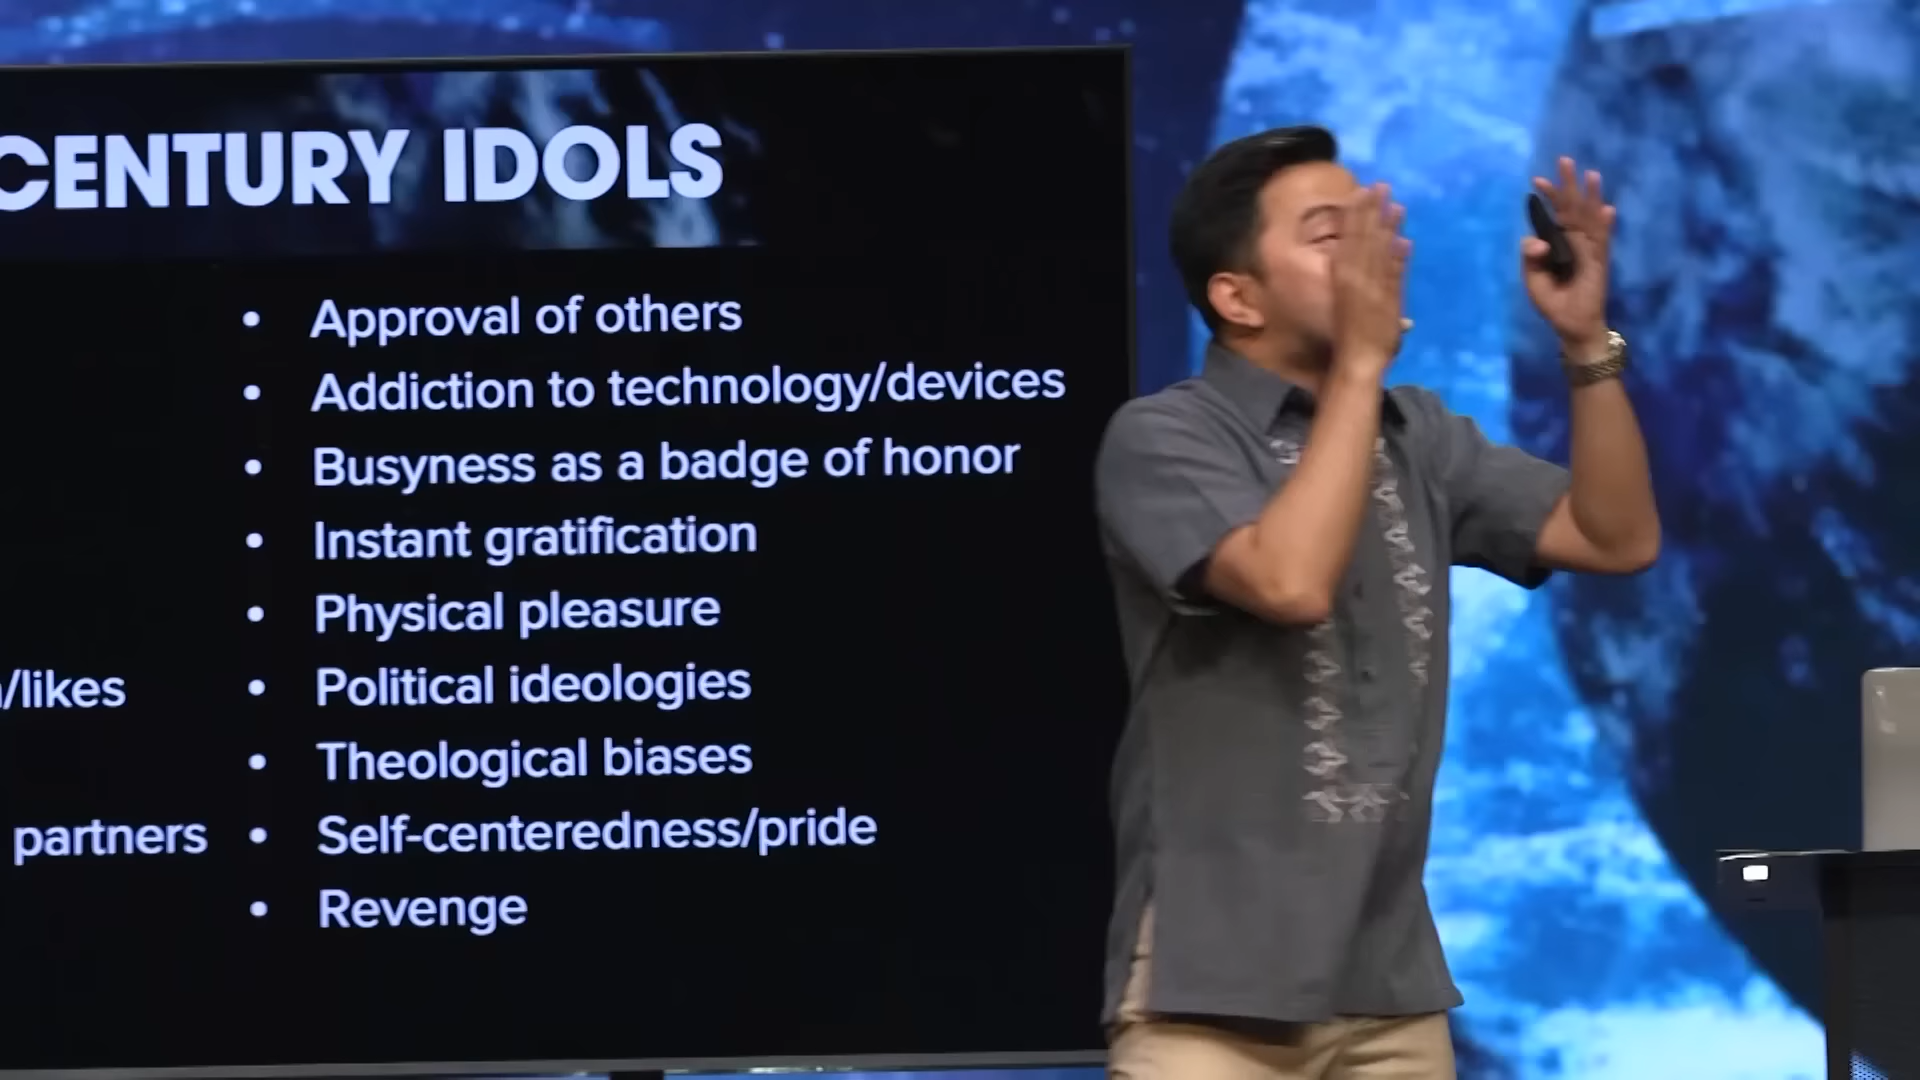 CENTURY IDOLS
• Approval of others
• Addiction to technology/devices
• Busyness as a badge of honor
• Instant gratification
• Physical pleasure
/likes • Political ideologies
• Theological biases
partners • Self-centeredness/pride
• Revenge